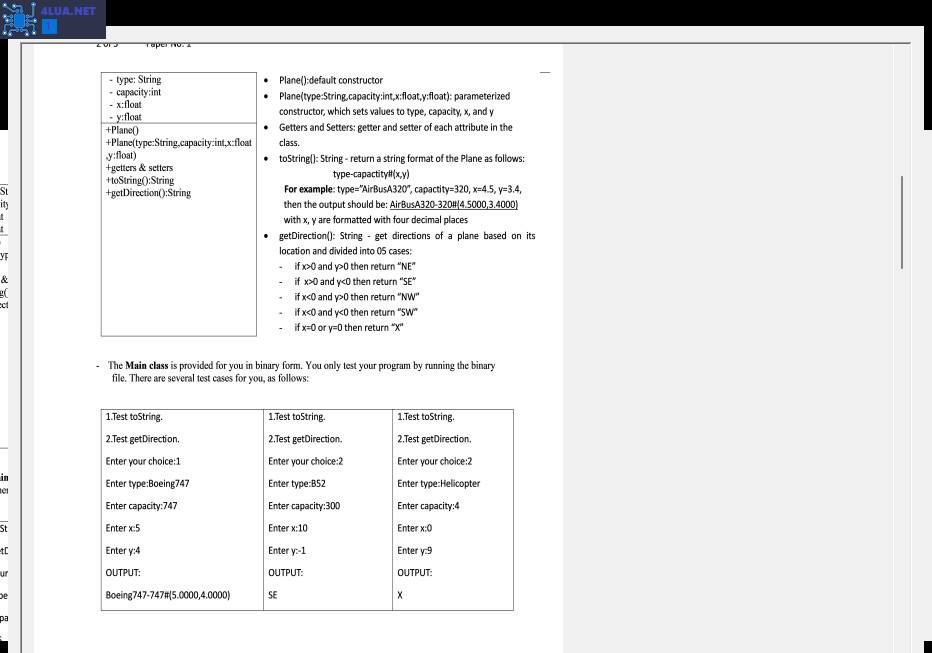 4LUA.NET
1
2 of 5 Paper No: 1
- type: String
- capacity:int
- x:float
- y:float
+Plane()
+Plane(type:String,capacity:int,x:float
,y:float)
+getters & setters
+toString():String
+getDirection():String
• Plane():default constructor
• Plane(type:String,capacity:int,x:float,y:float): parameterized
constructor, which sets values to type, capacity, x, and y
• Getters and Setters: getter and setter of each attribute in the
class.
• toString(): String - return a string format of the Plane as follows:
type-capactity#(x,y)
For example: type="AirBusA320", capactity=320, x=4.5, y=3.4,
then the output should be: AirBusA320-320#(4.5000,3.4000)
with x, y are formatted with four decimal places
• getDirection(): String - get directions of a plane based on its
location and divided into 05 cases:
- if x>0 and y>0 then return "NE"
- if x>0 and y<0 then return "SE"
- if x<0 and y>0 then return "NW"
- if x<0 and y<0 then return "SW"
- if x=0 or y=0 then return "X"
- The Main class is provided for you in binary form. You only test your program by running the binary
file. There are several test cases for you, as follows:
1.Test toString.
2.Test getDirection.
Enter your choice:1
Enter type:Boeing747
Enter capacity:747
Enter x:5
Enter y:4
OUTPUT:
Boeing747-747#(5.0000,4.0000)
1.Test toString.
2.Test getDirection.
Enter your choice:2
Enter type:B52
Enter capacity:300
Enter x:10
Enter y:-1
OUTPUT:
SE
1.Test toString.
2.Test getDirection.
Enter your choice:2
Enter type:Helicopter
Enter capacity:4
Enter x:0
Enter y:9
OUTPUT:
X